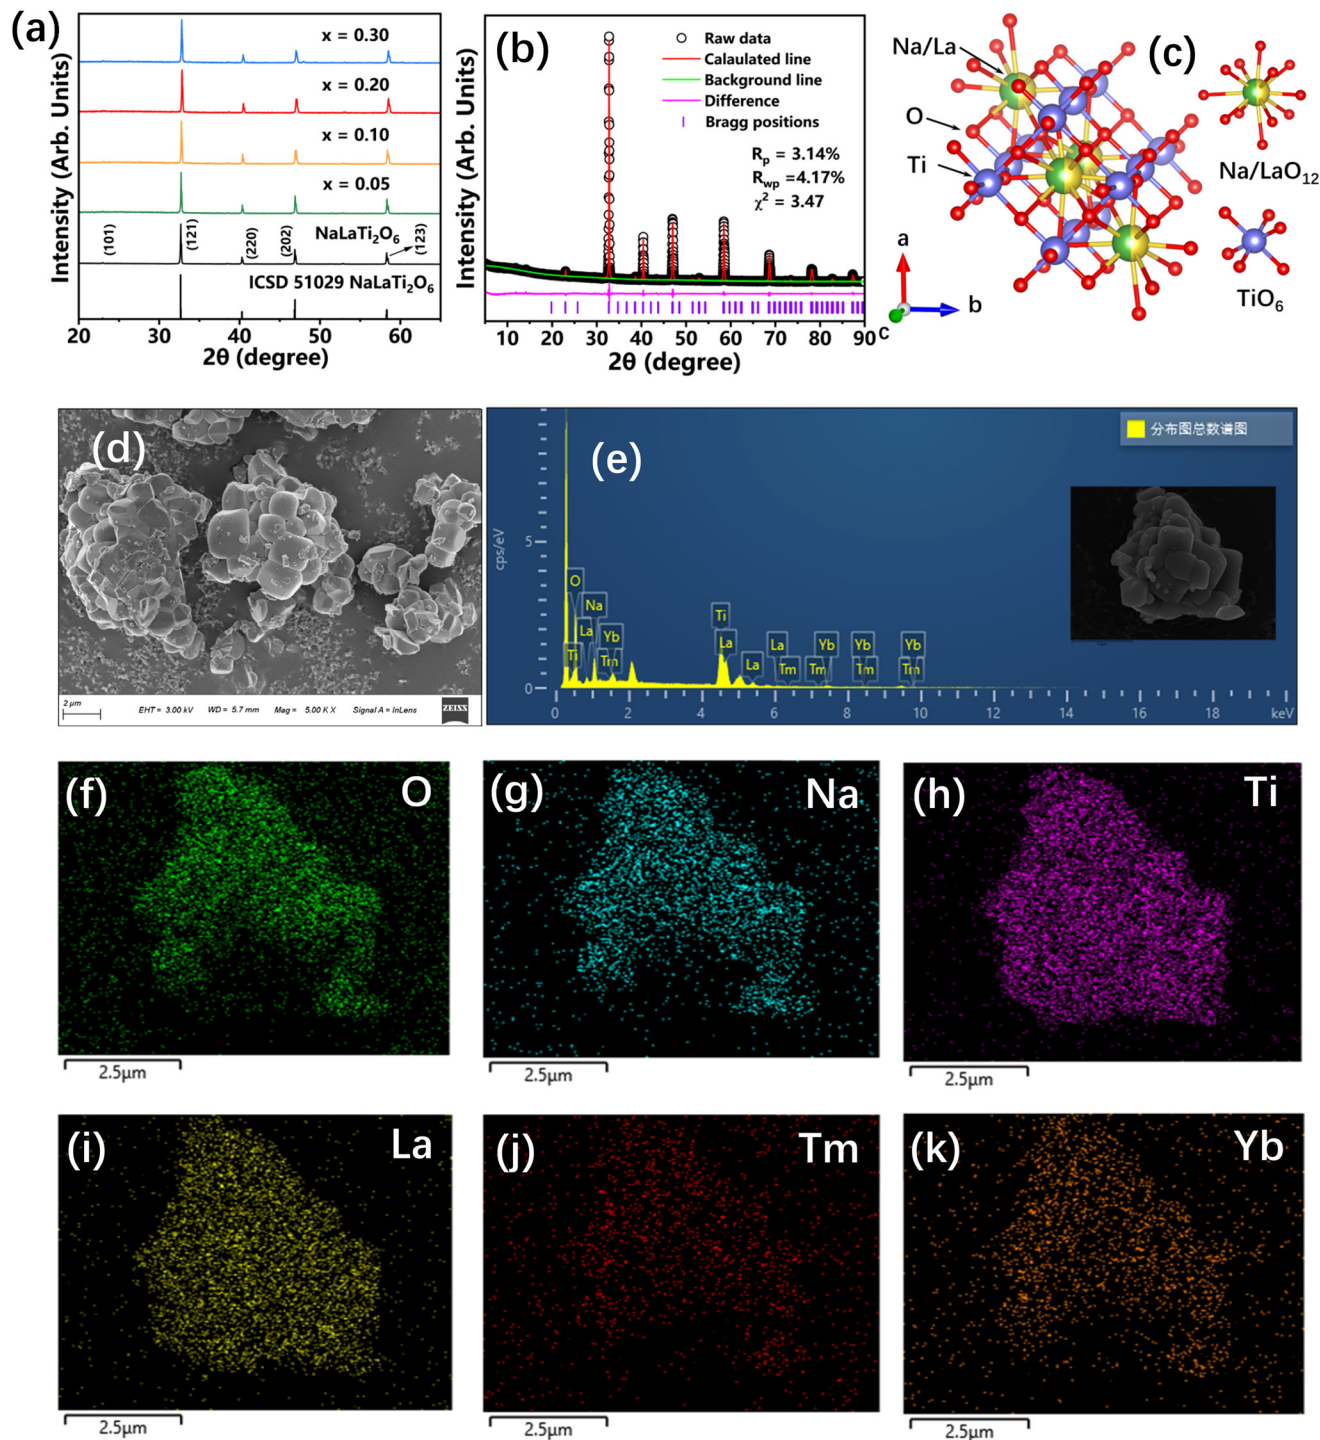 (a)
Intensity (Arb. Units)
x = 0.30
x = 0.20
x = 0.10
x = 0.05
NaLaTi₂O₆
(101)
(121)
(220)
(202)
(123)
ICSD 51029 NaLaTi₂O₆
20 30 40 50 60
2θ (degree)
(b)
Intensity (Arb. Units)
Raw data
Calaulated line
Background line
Difference
Bragg positions
Rₚ = 3.14%
R_wp =4.17%
χ² = 3.47
10 20 30 40 50 60 70 80 90
2θ (degree)
(c)
Na/La
O
Ti
Na/LaO₁₂
TiO₆
a
b
c
(d)
2 µm
EHT = 3.00 kV WD = 5.7 mm Mag = 5.00 K X Signal A = InLens
ZEISS
(e)
分布图总数谱图
cps/eV
5
0
O
Na
La
Ti
Yb
Tm
Ti
La
La
La
Tm
Yb
Tm
Yb
Tm
Yb
Tm
0 2 4 6 8 10 12 14 16 18 keV
(f) O
2.5µm
(g) Na
2.5µm
(h) Ti
2.5µm
(i) La
2.5µm
(j) Tm
2.5µm
(k) Yb
2.5µm